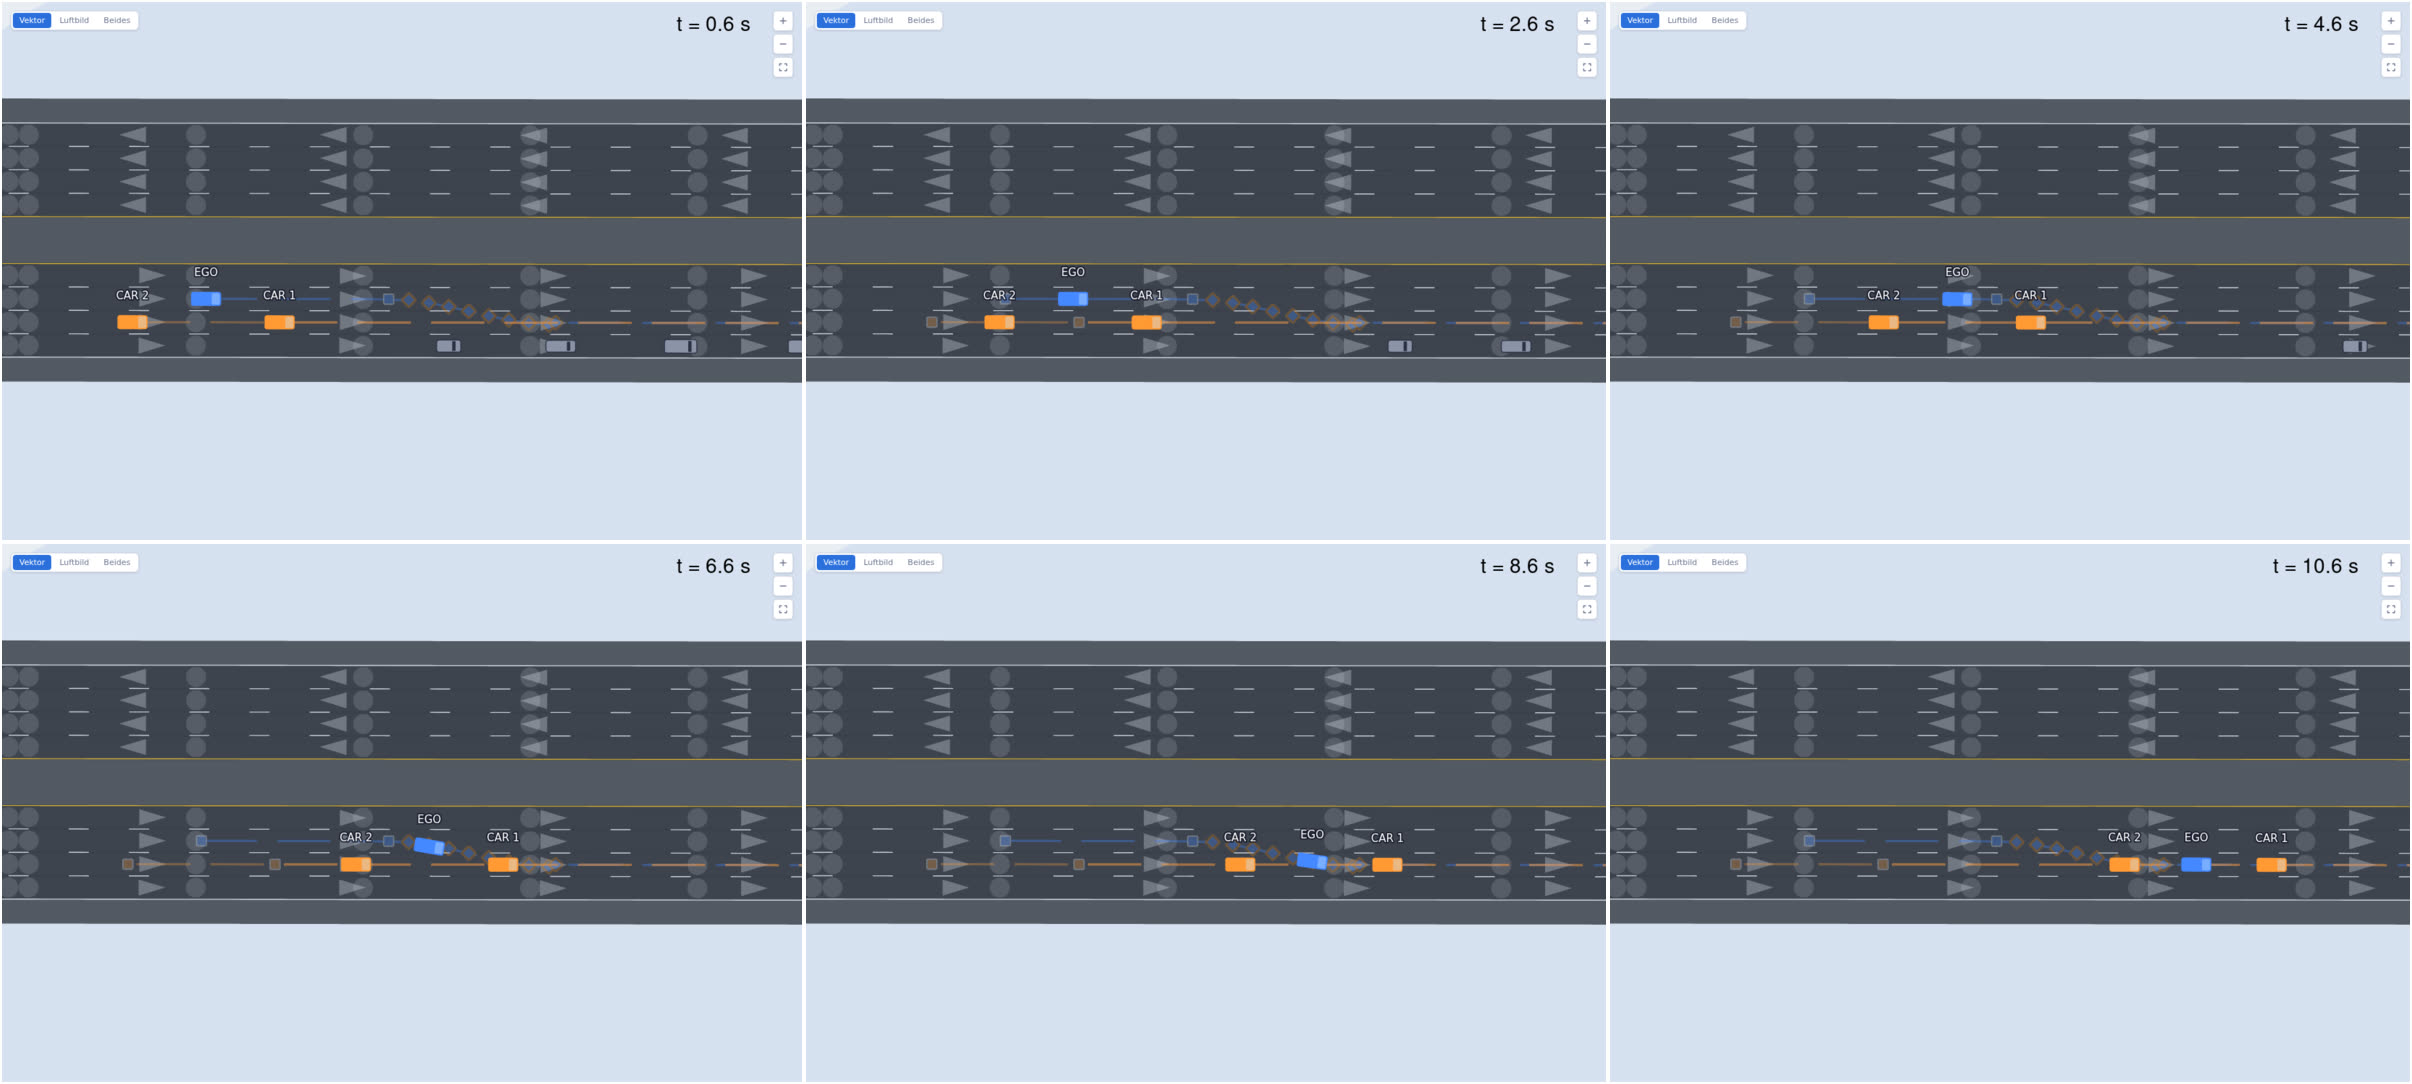 Vektor Luftbild Beides
t = 0.6 s
+
−
EGO
CAR 2
CAR 1
Vektor Luftbild Beides
t = 2.6 s
+
−
EGO
CAR 2
CAR 1
Vektor Luftbild Beides
t = 4.6 s
+
−
EGO
CAR 2
CAR 1
Vektor Luftbild Beides
t = 6.6 s
+
−
EGO
CAR 2
CAR 1
Vektor Luftbild Beides
t = 8.6 s
+
−
CAR 2
EGO
CAR 1
Vektor Luftbild Beides
t = 10.6 s
+
−
CAR 2
EGO
CAR 1